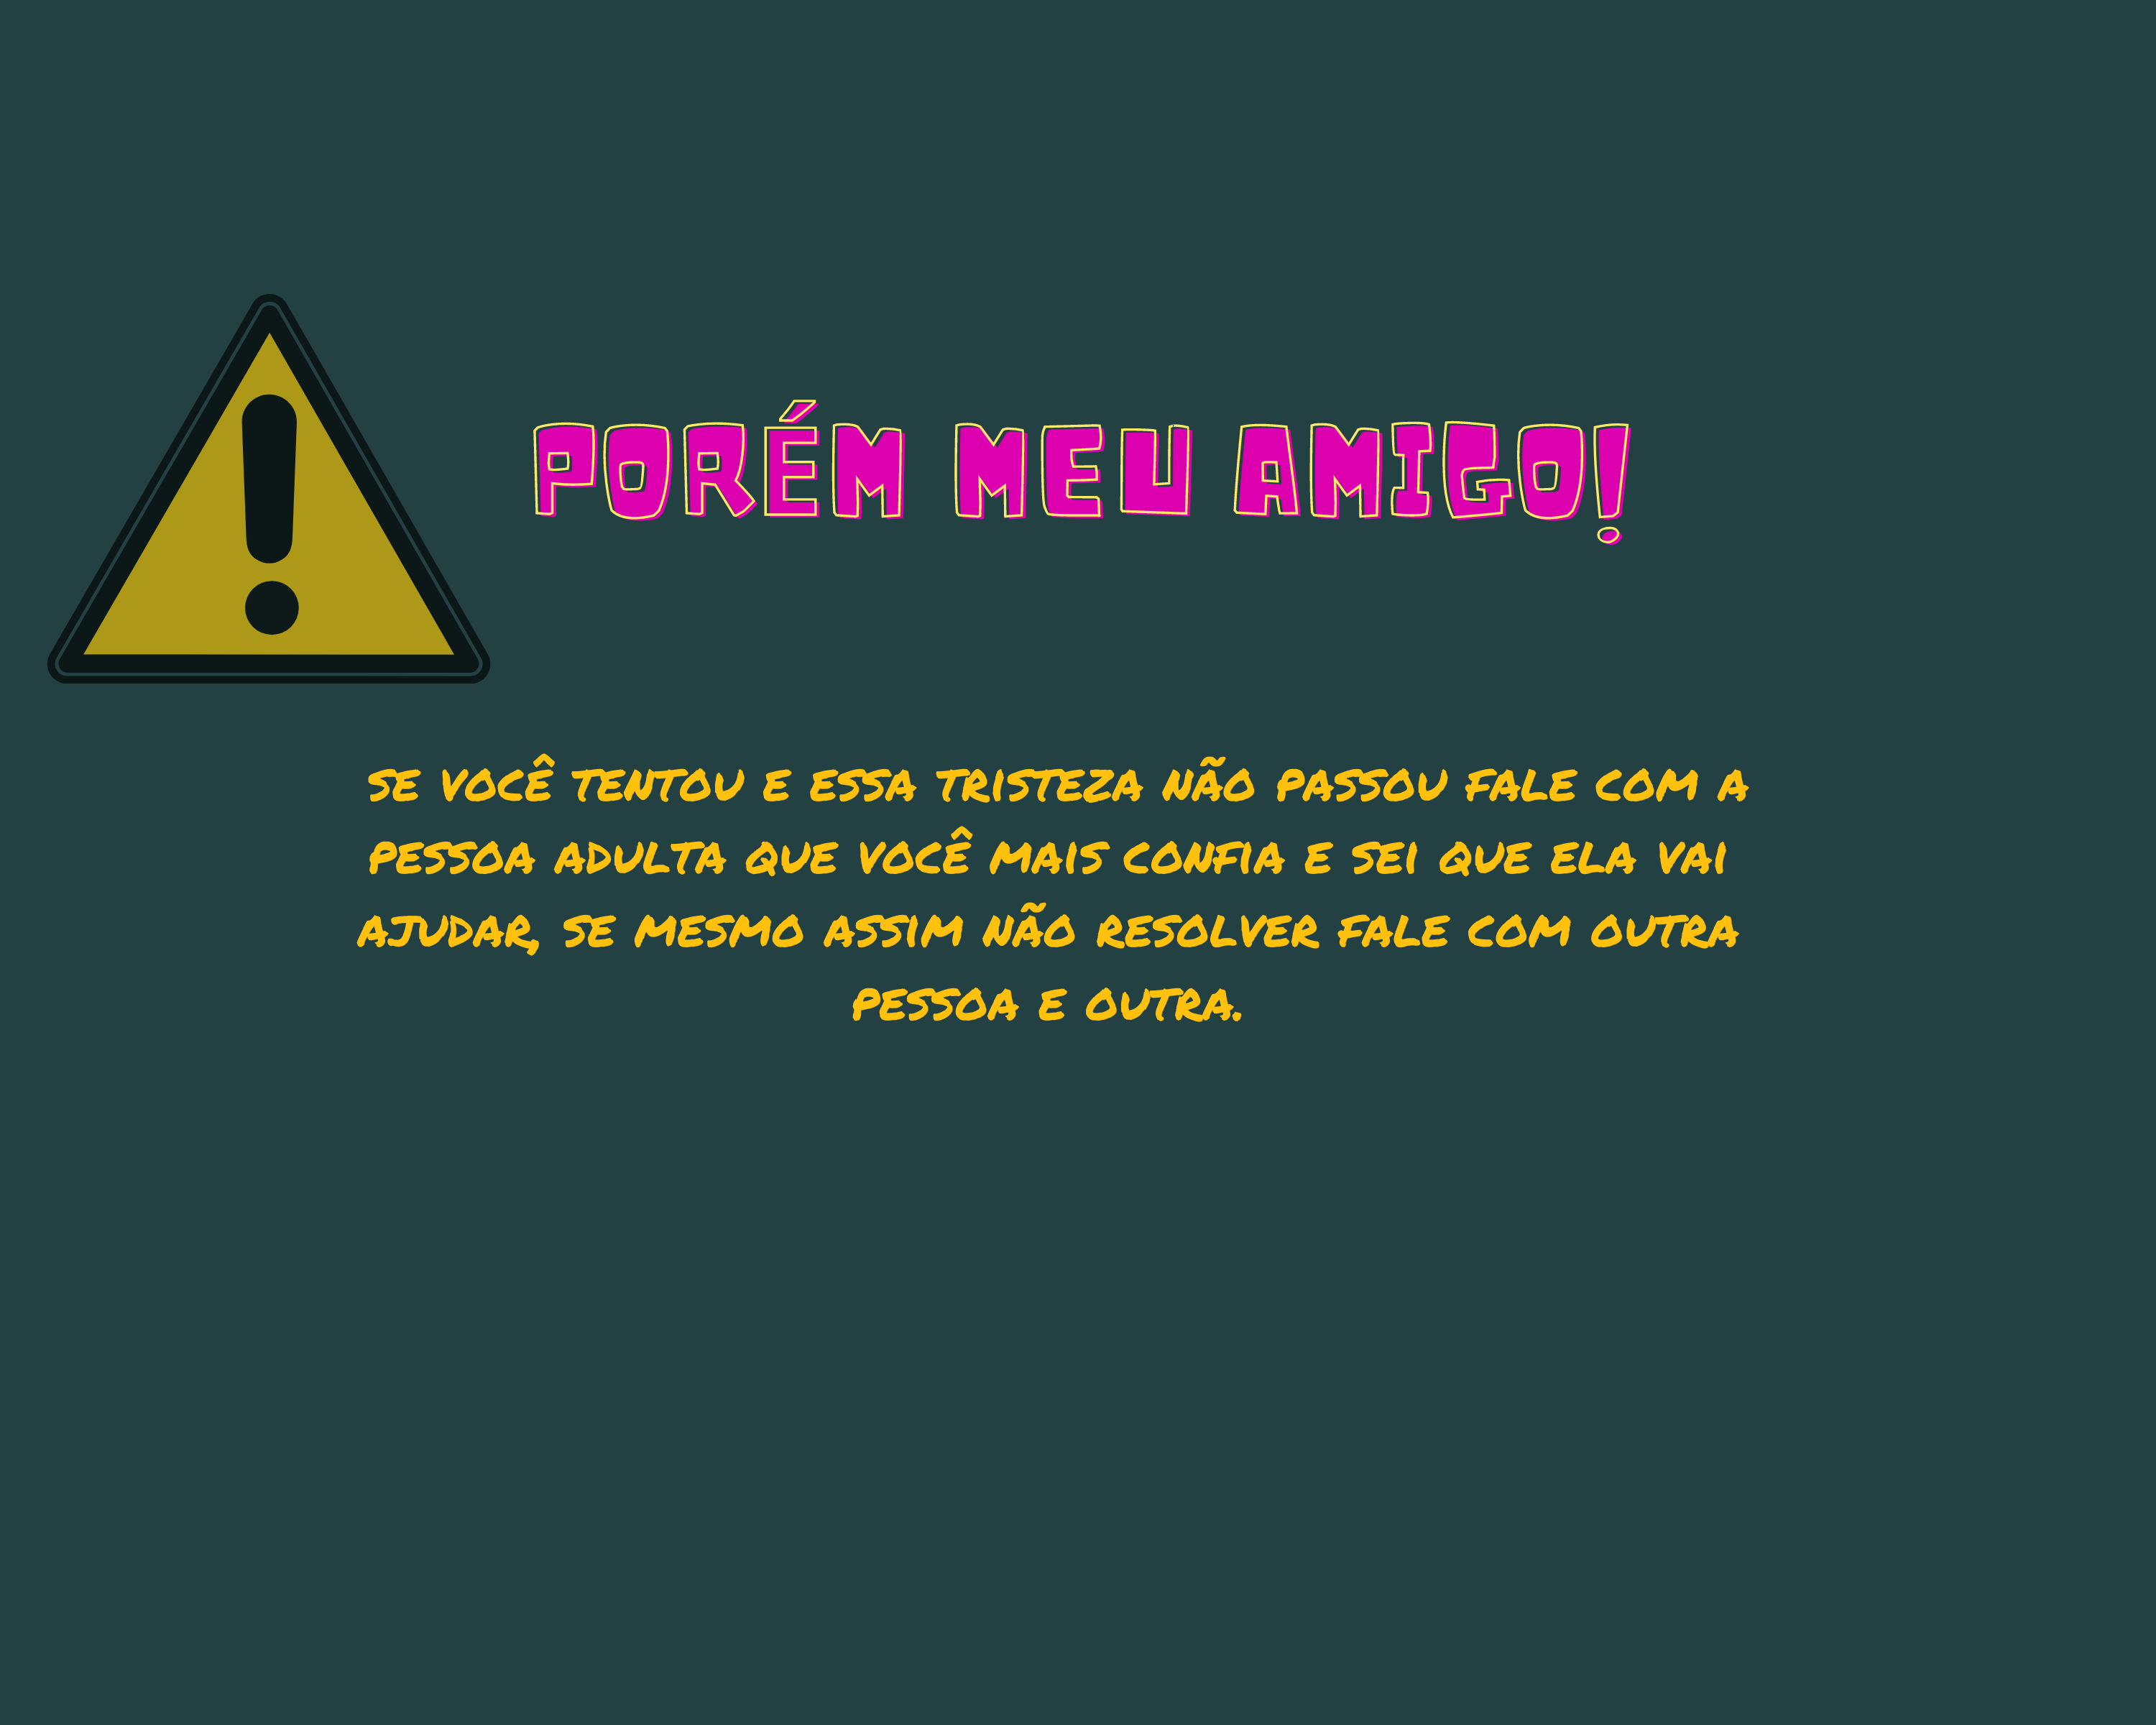 PORÉM MEU AMIGO!
SE VOCÊ TENTOU E ESSA TRISTEZA NÃO PASSOU FALE COM A
PESSOA ADULTA QUE VOCÊ MAIS CONFIA E SEI QUE ELA VAI
AJUDAR, SE MESMO ASSIM NÃO RESOLVER FALE COM OUTRA
PESSOA E OUTRA.